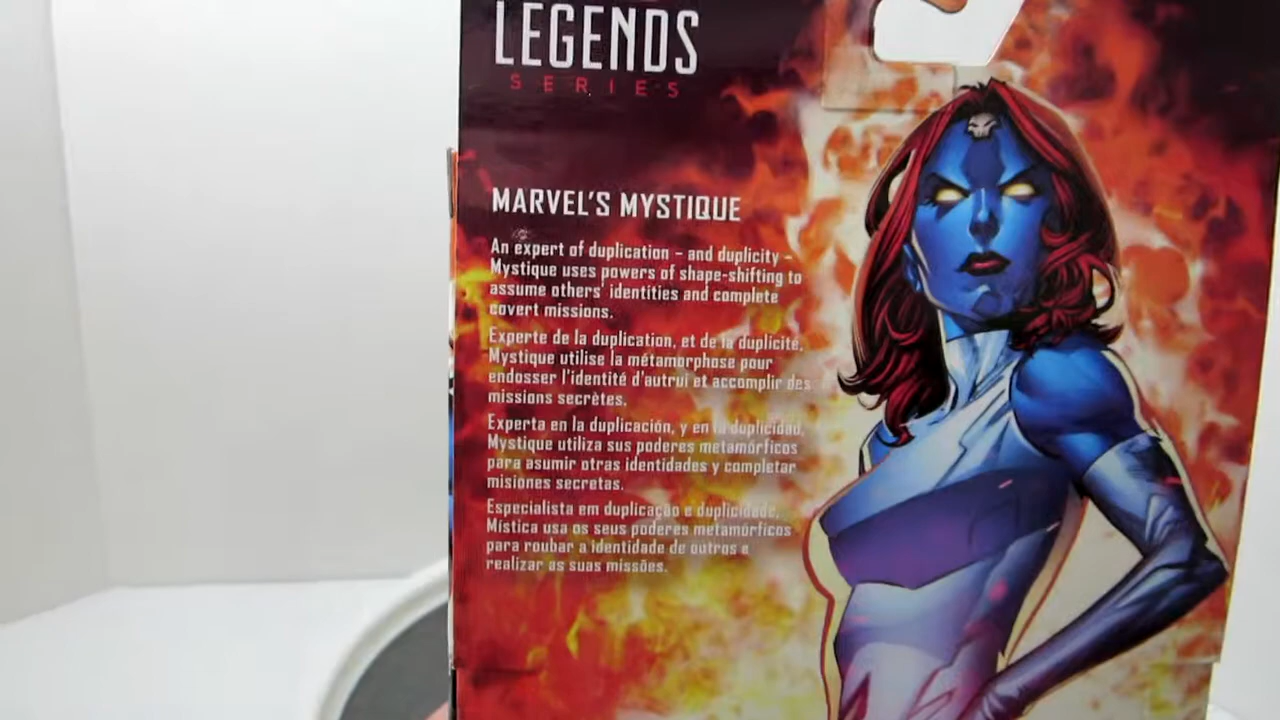 LEGENDS
SERIES
MARVEL'S MYSTIQUE
An expert of duplication – and duplicity –
Mystique uses powers of shape-shifting to
assume others' identities and complete
covert missions.
Experte de la duplication, et de la duplicité,
Mystique utilise la métamorphose pour
endosser l'identité d'autrui et accomplir des
missions secrètes.
Experta en la duplicación, y en la duplicidad,
Mystique utiliza sus poderes metamórficos
para asumir otras identidades y completar
misiones secretas.
Especialista em duplicação e duplicidade,
Mística usa os seus poderes metamórficos
para roubar a identidade de outros e
realizar as suas missões.